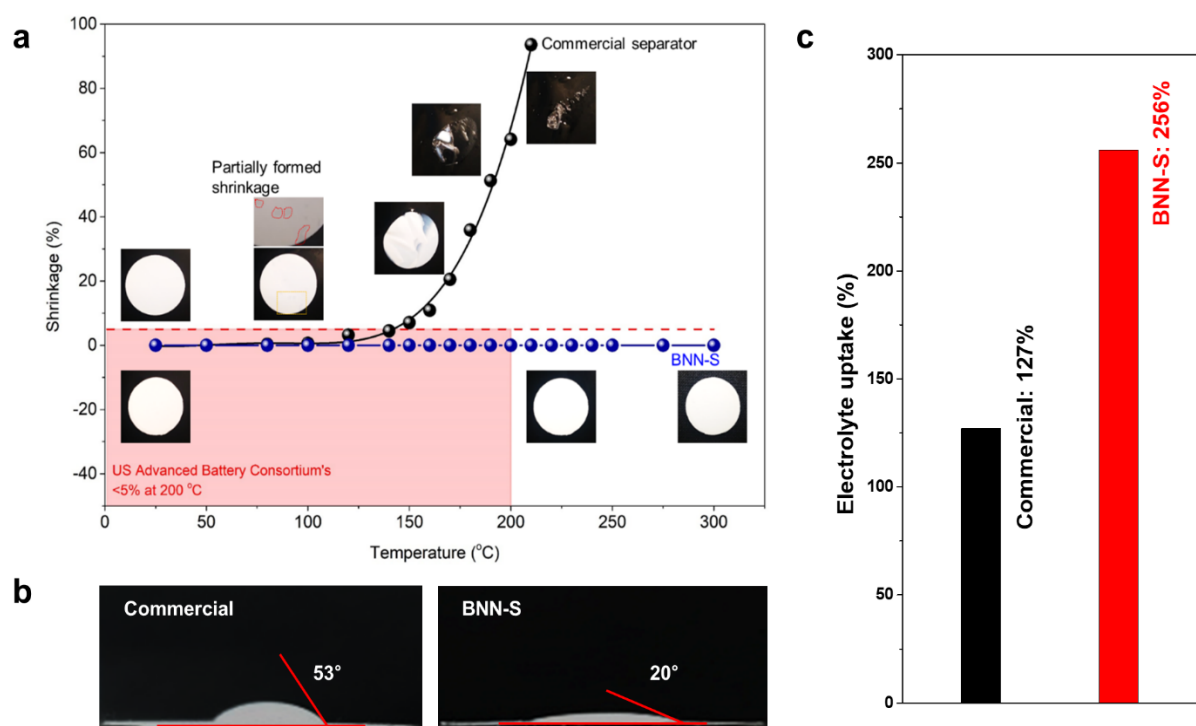 a
100
80
60
40
20
0
-20
-40
Shrinkage (%)
0
50
100
150
200
250
300
Temperature (°C)
Commercial separator
Partially formed
shrinkage
BNN-S
US Advanced Battery Consortium's
<5% at 200 °C
b
Commercial
53°
BNN-S
20°
c
300
250
200
150
100
50
0
Electrolyte uptake (%)
Commercial: 127%
BNN-S: 256%